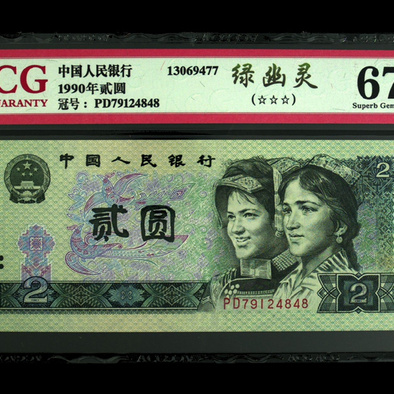 CG
WARRANTY
中国人民银行
1990年贰圆
冠号：PD79124848
13069477
绿幽灵
(☆☆☆)
67
Superb Gem
中国人民银行
贰圆
2
2
2
PD79124848